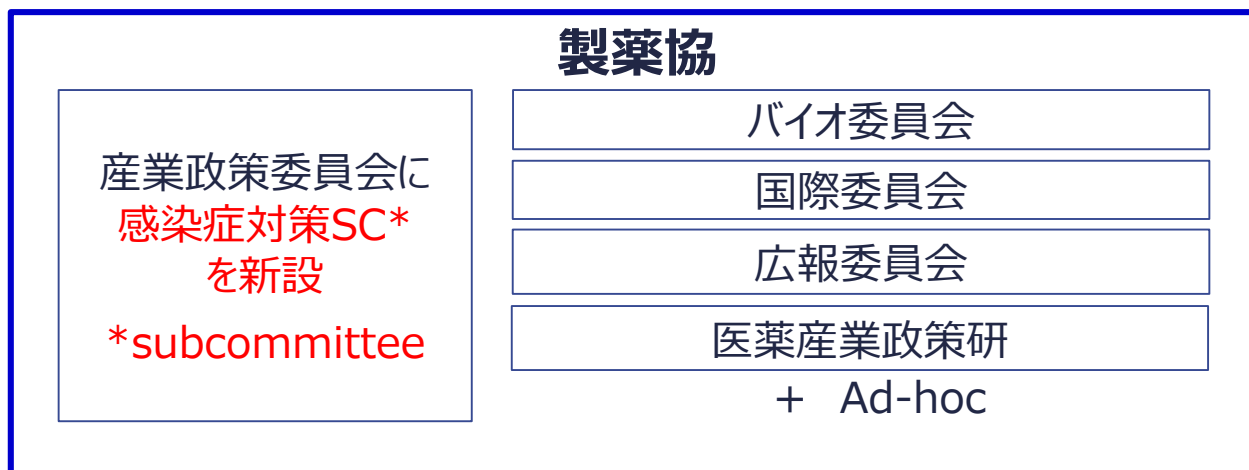 製薬協
産業政策委員会に
感染症対策SC*
を新設
*subcommittee
バイオ委員会
国際委員会
広報委員会
医薬産業政策研
+ Ad-hoc